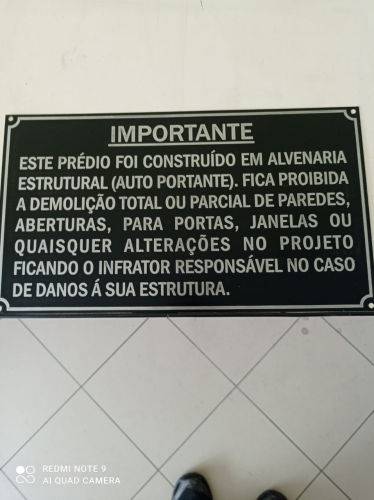 IMPORTANTE
ESTE PRÉDIO FOI CONSTRUÍDO EM ALVENARIA
ESTRUTURAL (AUTO PORTANTE). FICA PROIBIDA
A DEMOLIÇÃO TOTAL OU PARCIAL DE PAREDES,
ABERTURAS, PARA PORTAS, JANELAS OU
QUAISQUER ALTERAÇÕES NO PROJETO
FICANDO O INFRATOR RESPONSÁVEL NO CASO
DE DANOS Á SUA ESTRUTURA.
REDMI NOTE 9
AI QUAD CAMERA